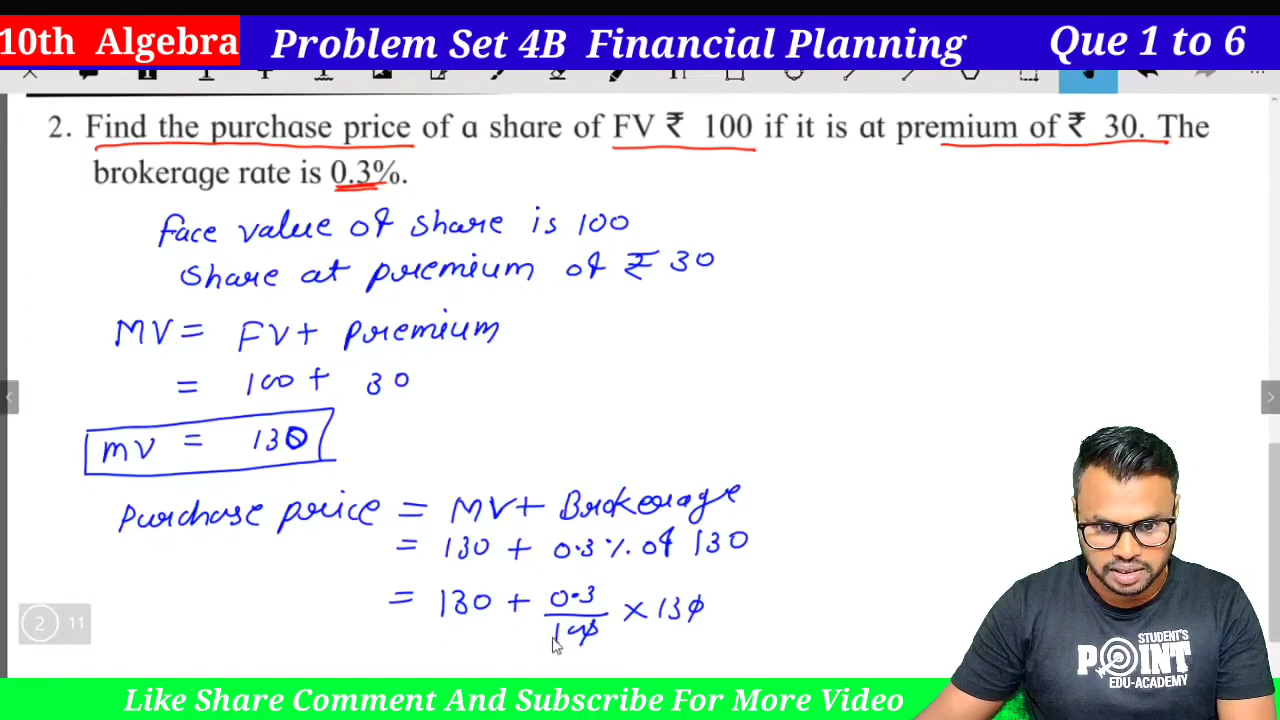 10th Algebra Problem Set 4B Financial Planning Que 1 to 6
2. Find the purchase price of a share of FV ₹ 100 if it is at premium of ₹ 30. The
brokerage rate is 0.3%.
Face value of share is 100
Share at premium of ₹ 30
MV = FV + Premium
= 100 + 30
MV = 130
Purchase price = MV + Brokerage
= 130 + 0.3% of 130
= 130 + 0.3/100 × 130
2 11
STUDENT'S
POINT
EDU-ACADEMY
Like Share Comment And Subscribe For More Video